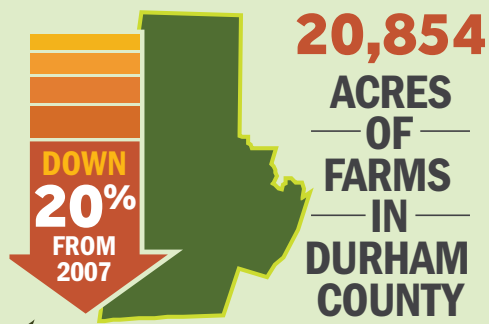 20,854
ACRES
OF
FARMS
IN
DURHAM
COUNTY
DOWN
20%
FROM
2007